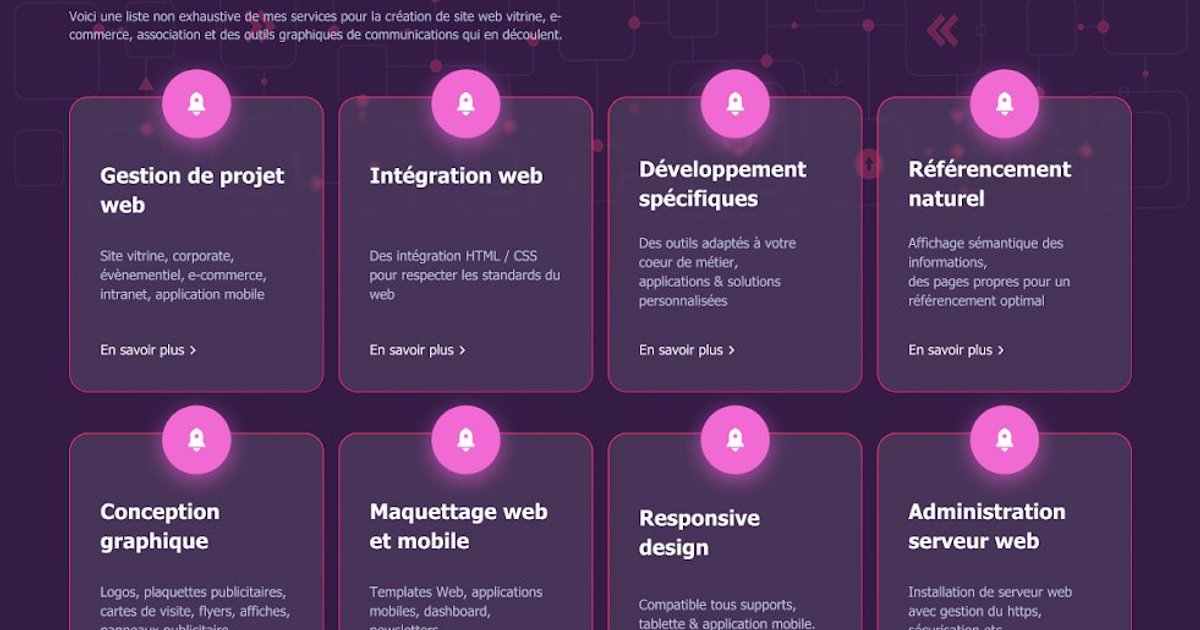 Voici une liste non exhaustive de mes services pour la création de site web vitrine, e-
commerce, association et des outils graphiques de communications qui en découlent.
Gestion de projet
web
Site vitrine, corporate,
évènementiel, e-commerce,
intranet, application mobile
En savoir plus >
Intégration web
Des intégration HTML / CSS
pour respecter les standards du
web
En savoir plus >
Développement
spécifiques
Des outils adaptés à votre
coeur de métier,
applications & solutions
personnalisées
En savoir plus >
Référencement
naturel
Affichage sémantique des
informations,
des pages propres pour un
référencement optimal
En savoir plus >
Conception
graphique
Logos, plaquettes publicitaires,
cartes de visite, flyers, affiches,
panneaux publicitaire
Maquettage web
et mobile
Templates Web, applications
mobiles, dashboard,
newsletters
Responsive
design
Compatible tous supports,
tablette & application mobile.
Administration
serveur web
Installation de serveur web
avec gestion du https,
sécurisation etc